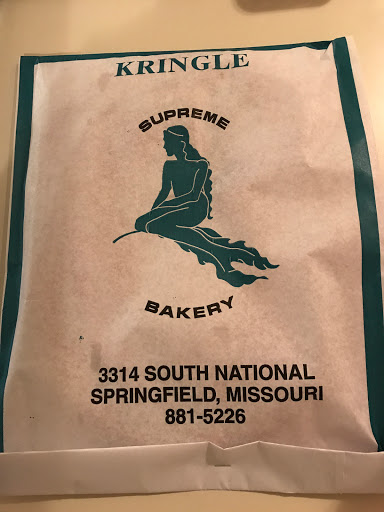 KRINGLE
SUPREME
BAKERY
3314 SOUTH NATIONAL
SPRINGFIELD, MISSOURI
881-5226